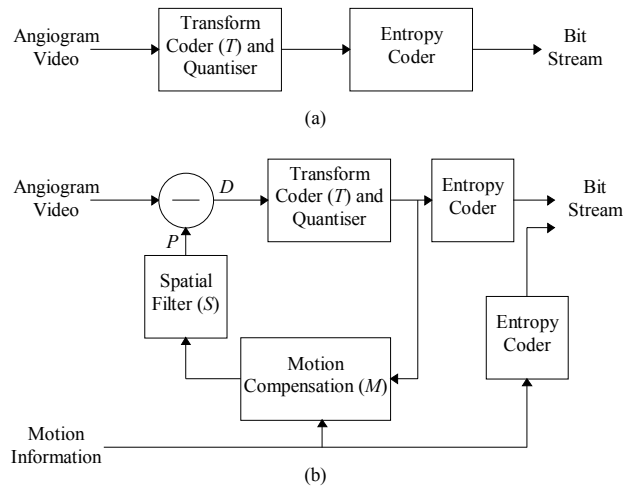 Angiogram
Video
Transform
Coder (T) and
Quantiser
Entropy
Coder
Bit
Stream
(a)
Angiogram
Video
—
D
Transform
Coder (T) and
Quantiser
Entropy
Coder
Bit
Stream
P
Spatial
Filter (S)
Entropy
Coder
Motion
Compensation (M)
Motion
Information
(b)